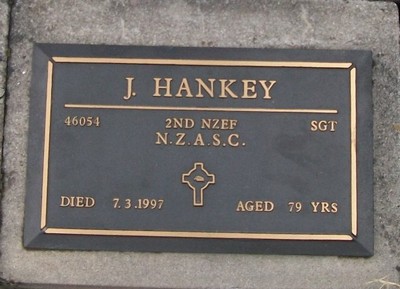 J. HANKEY
46054 2ND NZEF SGT
N.Z.A.S.C.
DIED 7.3.1997 AGED 79 YRS